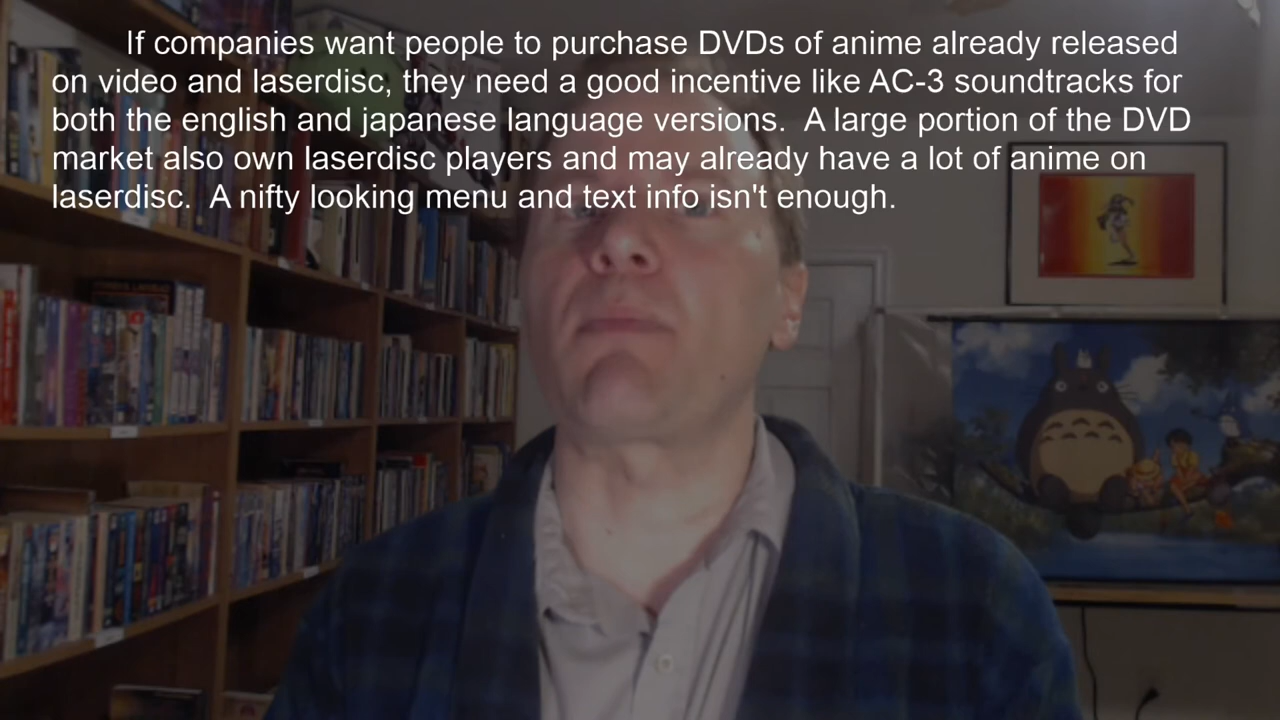 If companies want people to purchase DVDs of anime already released
on video and laserdisc, they need a good incentive like AC-3 soundtracks for
both the english and japanese language versions.  A large portion of the DVD
market also own laserdisc players and may already have a lot of anime on
laserdisc.  A nifty looking menu and text info isn't enough.